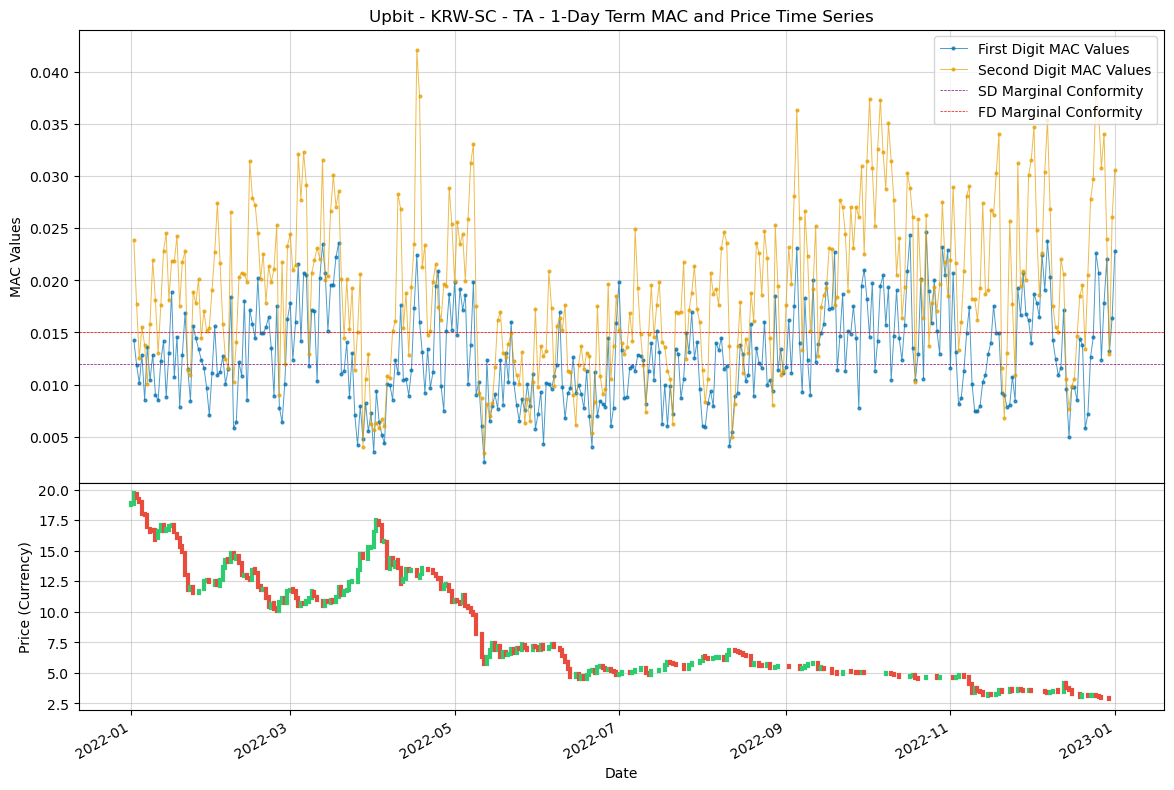 Upbit - KRW-SC - TA - 1-Day Term MAC and Price Time Series
First Digit MAC Values
Second Digit MAC Values
SD Marginal Conformity
FD Marginal Conformity
MAC Values
0.040
0.035
0.030
0.025
0.020
0.015
0.010
0.005
Price (Currency)
20.0
17.5
15.0
12.5
10.0
7.5
5.0
2.5
2022-01
2022-03
2022-05
2022-07
2022-09
2022-11
2023-01
Date